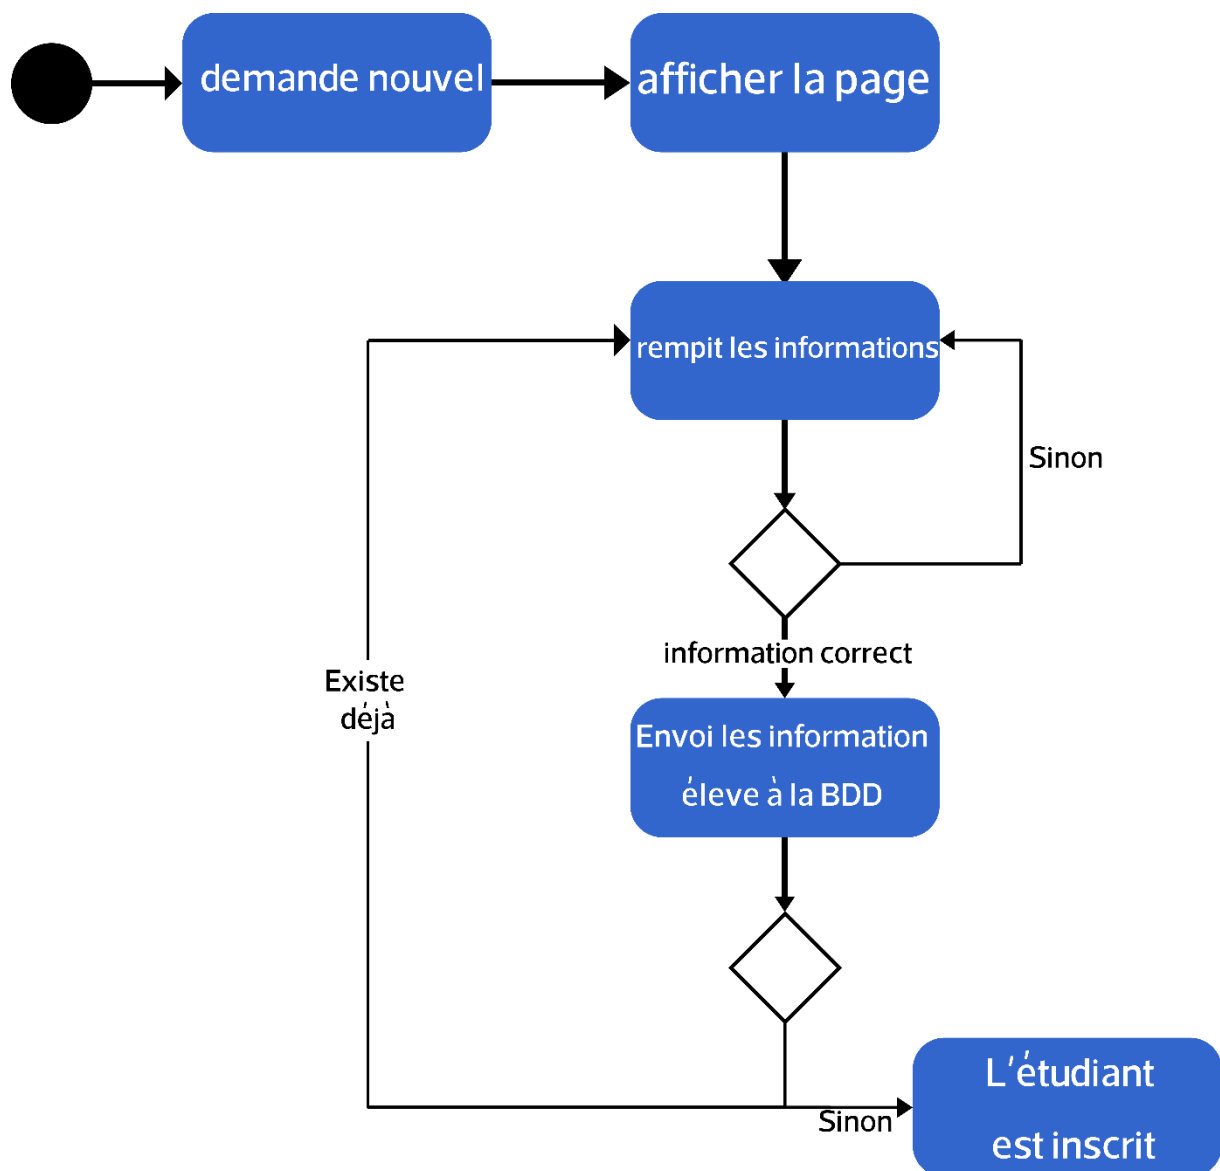 demande nouvel
afficher la page
rempit les informations
Sinon
information correct
Existe
déjà
Envoi les information
éleve à la BDD
Sinon
L'étudiant
est inscrit